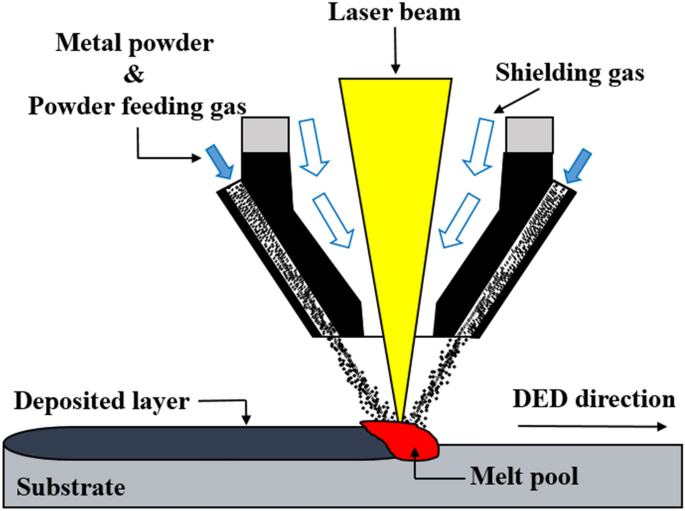 Laser beam
Metal powder
&
Powder feeding gas
Shielding gas
Deposited layer
DED direction
Melt pool
Substrate